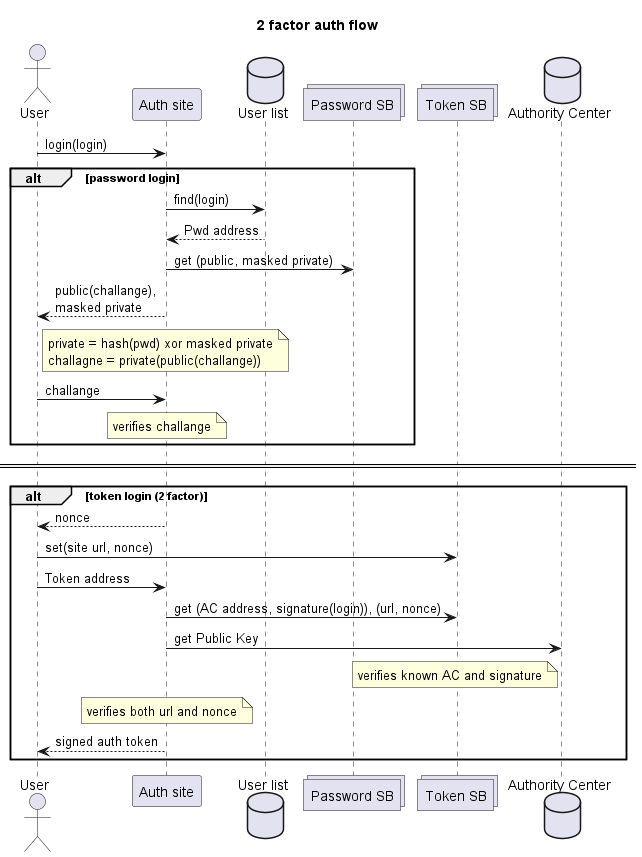 2 factor auth flow
User
Auth site
User list
Password SB
Token SB
Authority Center
login(login)
alt
[password login]
find(login)
Pwd address
get (public, masked private)
public(challange),
masked private
private = hash(pwd) xor masked private
challagne = private(public(challange))
challange
verifies challange
alt
[token login (2 factor)]
nonce
set(site url, nonce)
Token address
get (AC address, signature(login)), (url, nonce)
get Public Key
verifies known AC and signature
verifies both url and nonce
signed auth token
User
Auth site
User list
Password SB
Token SB
Authority Center